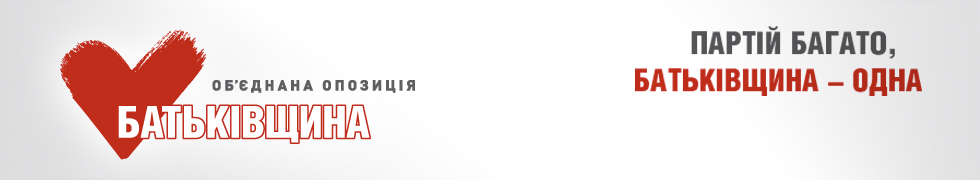 ОБ'ЄДНАНА ОПОЗИЦІЯ
БАТЬКІВЩИНА
ПАРТІЙ БАГАТО,
БАТЬКІВЩИНА – ОДНА